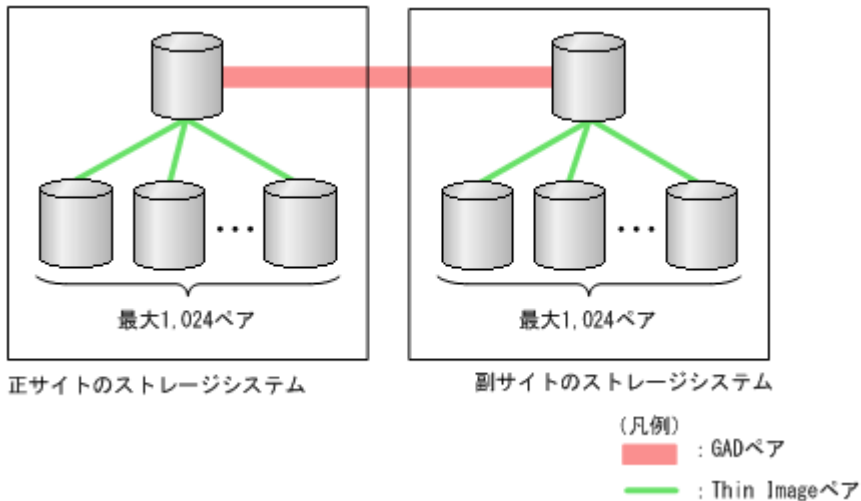 最大1,024ペア
最大1,024ペア
正サイトのストレージシステム
副サイトのストレージシステム
(凡例)
：GADペア
：Thin Imageペア